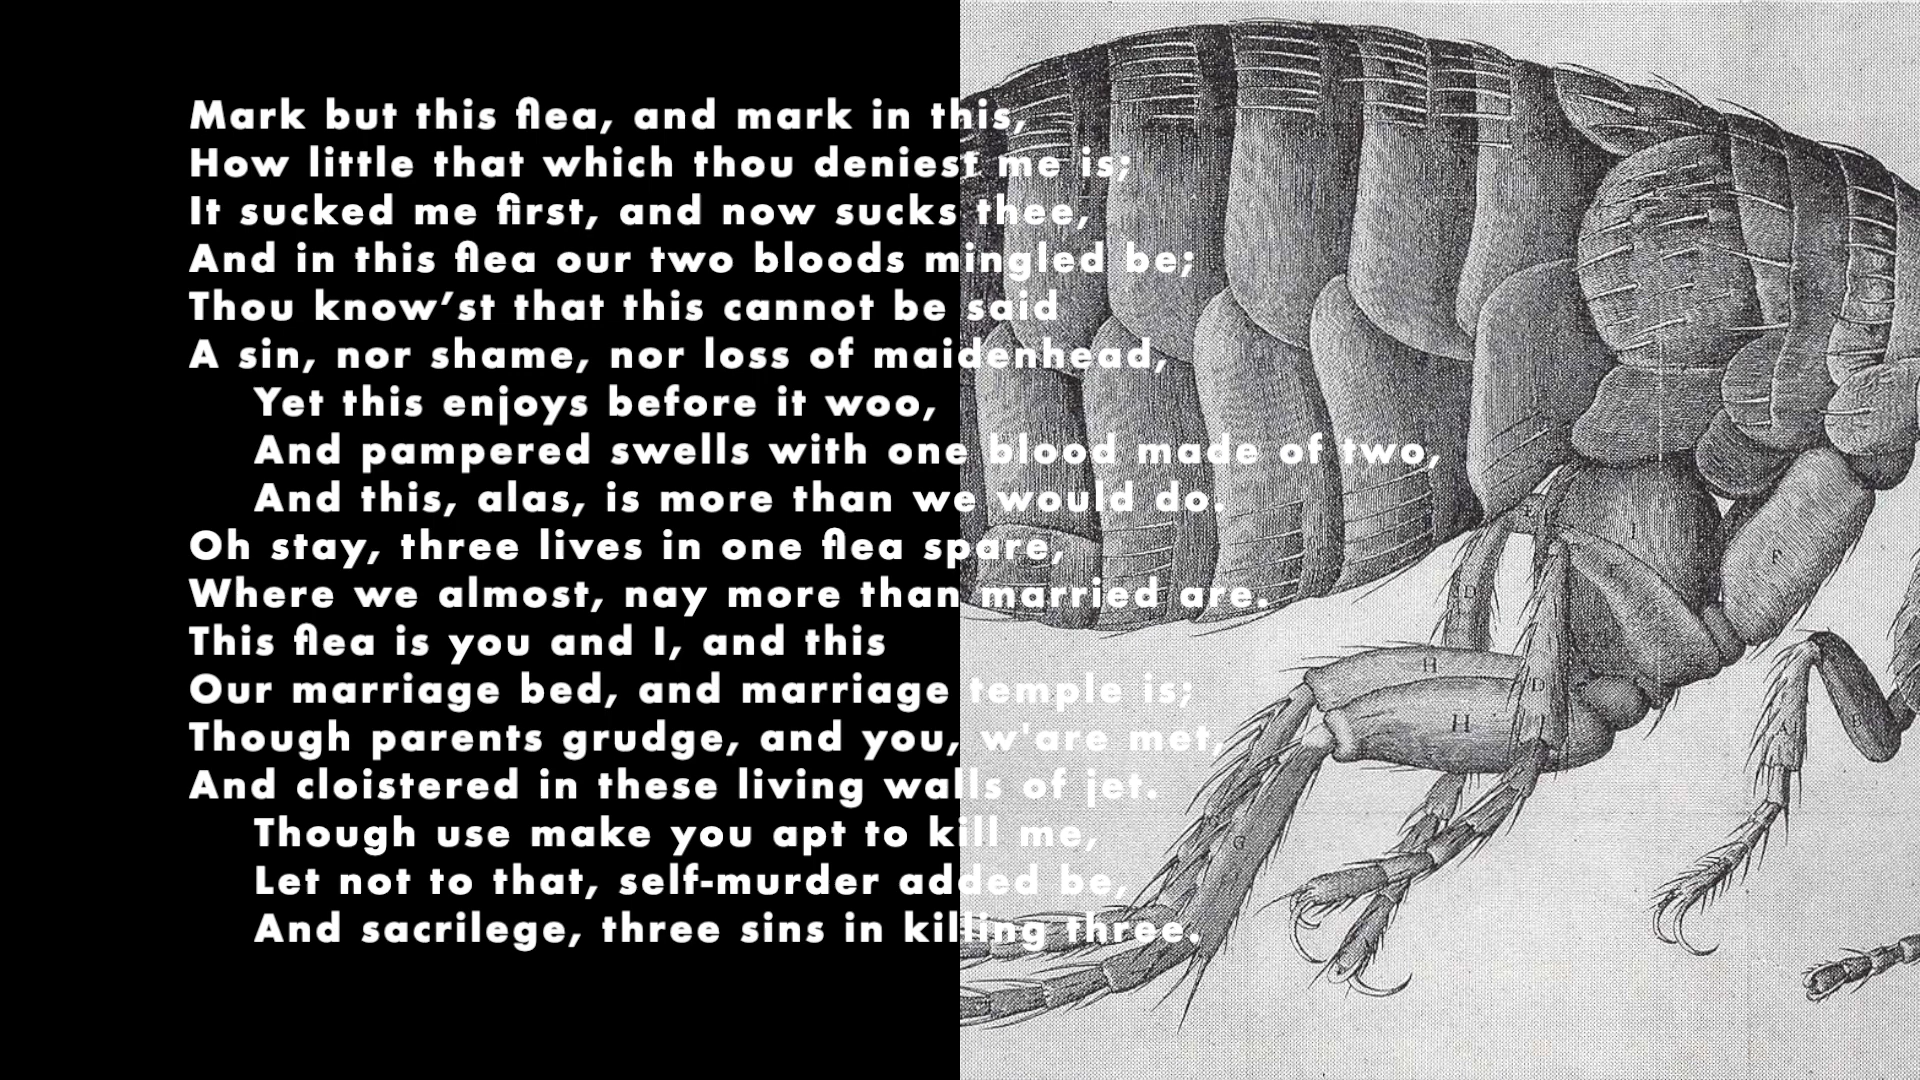 Mark but this flea, and mark in this,
How little that which thou deniest me is;
It sucked me first, and now sucks thee,
And in this flea our two bloods mingled be;
Thou know’st that this cannot be said
A sin, nor shame, nor loss of maidenhead,
Yet this enjoys before it woo,
And pampered swells with one blood made of two,
And this, alas, is more than we would do.
Oh stay, three lives in one flea spare,
Where we almost, nay more than married are.
This flea is you and I, and this
Our marriage bed, and marriage temple is;
Though parents grudge, and you, w'are met,
And cloistered in these living walls of jet.
Though use make you apt to kill me,
Let not to that, self-murder added be,
And sacrilege, three sins in killing three.
I
F
D
H
D
H
G